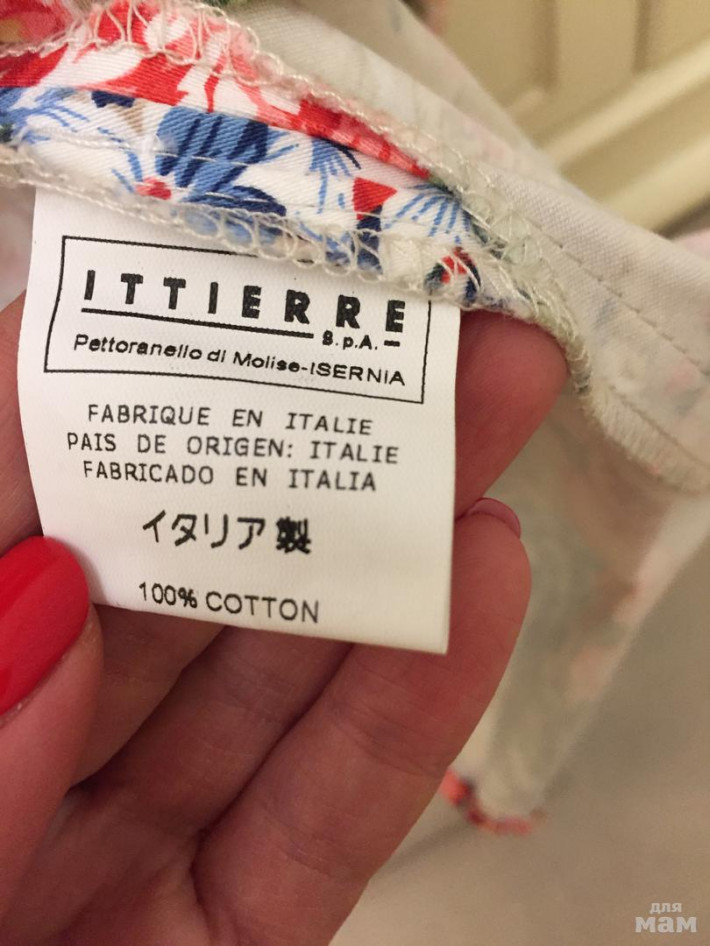 ITTIERRE
S.p.A.
Pettoranello di Molise-ISERNIA
FABRIQUE EN ITALIE
PAIS DE ORIGEN: ITALIE
FABRICADO EN ITALIA
イタリア製
100% COTTON
для
мам